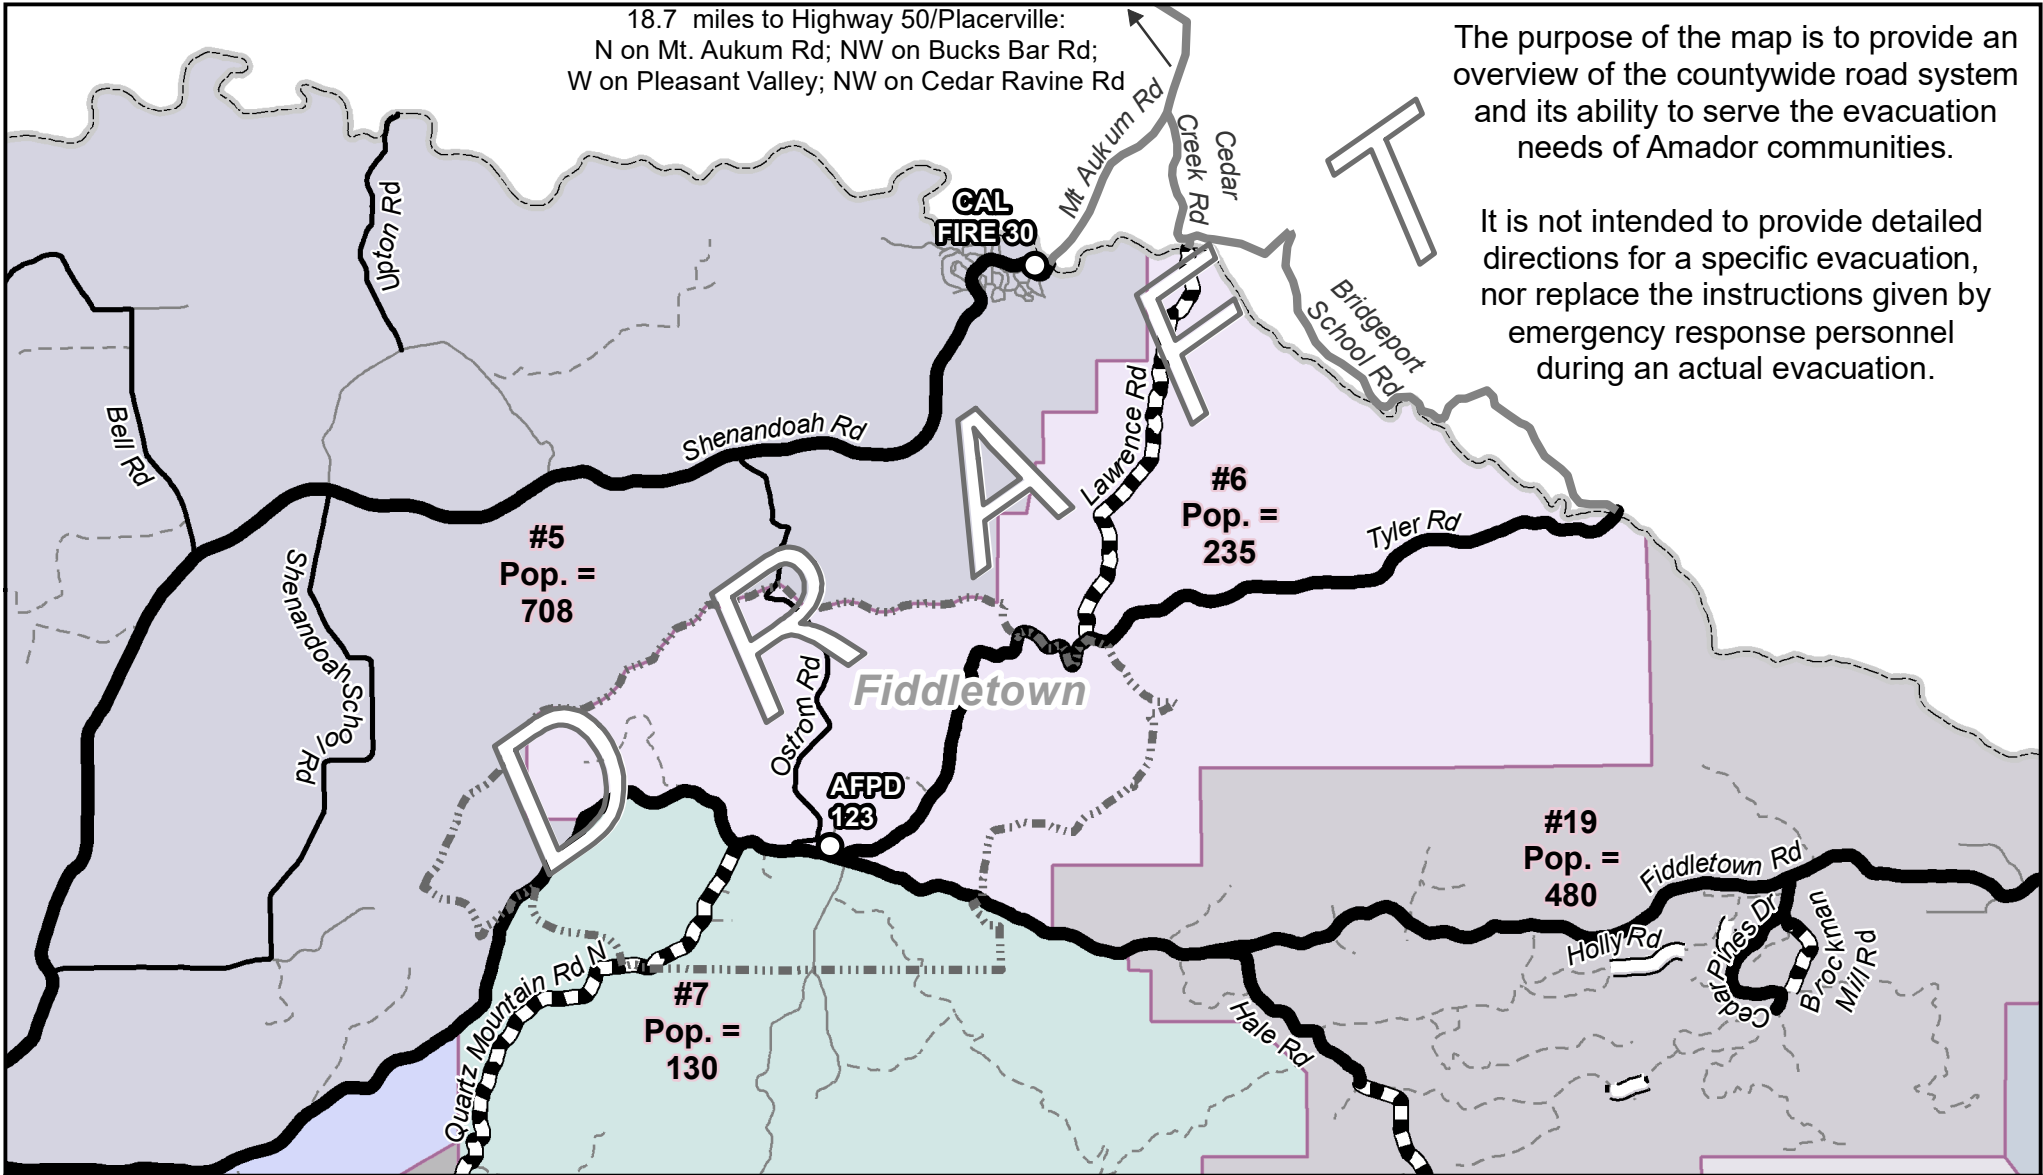 18.7 miles to Highway 50/Placerville:
N on Mt. Aukum Rd; NW on Bucks Bar Rd;
W on Pleasant Valley; NW on Cedar Ravine Rd
The purpose of the map is to provide an
overview of the countywide road system
and its ability to serve the evacuation
needs of Amador communities.
It is not intended to provide detailed
directions for a specific evacuation,
nor replace the instructions given by
emergency response personnel
during an actual evacuation.
DRAFT
Mt Aukum Rd
Cedar
Creek Rd
Upton Rd
CAL
FIRE 30
Bridgeport
School Rd
Bell Rd
Shenandoah Rd
Lawrence Rd
#6
Pop. =
235
Tyler Rd
#5
Pop. =
708
Shenandoah School Rd
Fiddletown
Ostrom Rd
AFPD
123
#19
Pop. =
480
Fiddletown Rd
Holly Rd
Cedar Pines Dr
Brockman
Mill Rd
Quartz Mountain Rd N
#7
Pop. =
130
Hale Rd